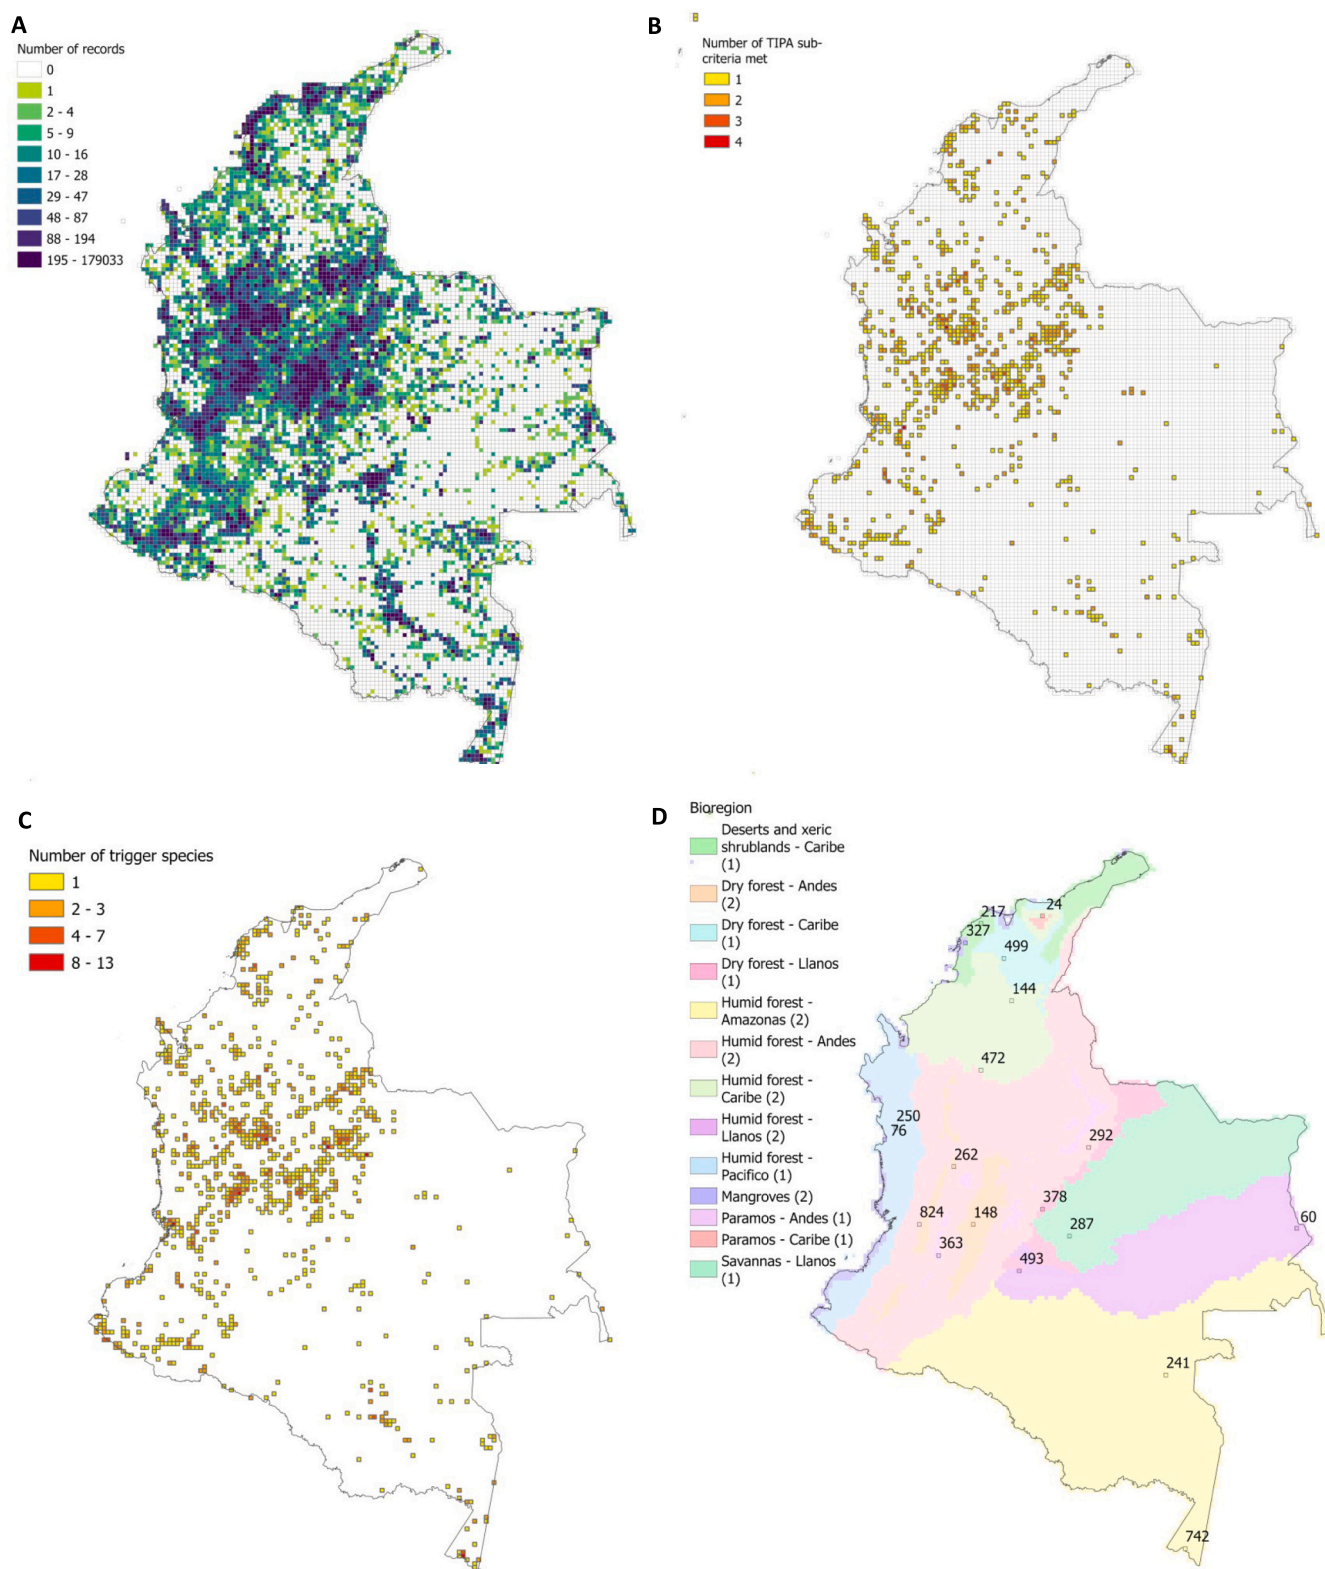 A
Number of records
0
1
2 - 4
5 - 9
10 - 16
17 - 28
29 - 47
48 - 87
88 - 194
195 - 179033
B
Number of TIPA sub-
criteria met
1
2
3
4
C
Number of trigger species
1
2 - 3
4 - 7
8 - 13
D
Bioregion
Deserts and xeric
shrublands - Caribe
(1)
Dry forest - Andes
(2)
Dry forest - Caribe
(1)
Dry forest - Llanos
(1)
Humid forest -
Amazonas (2)
Humid forest - Andes
(2)
Humid forest -
Caribe (2)
Humid forest -
Llanos (2)
Humid forest -
Pacifico (1)
Mangroves (2)
Paramos - Andes (1)
Paramos - Caribe (1)
Savannas - Llanos
(1)
24
217
327
499
144
472
250
76
292
262
378
824
148
287
60
363
493
241
742